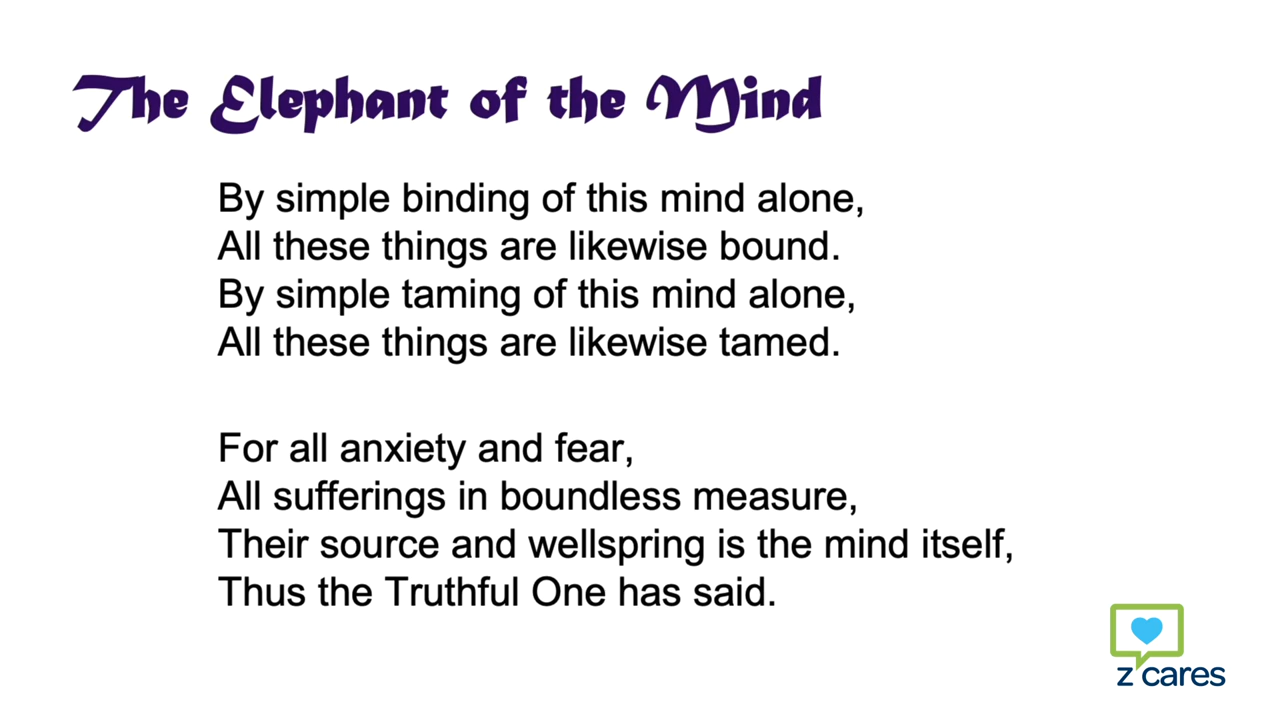 The Elephant of the Mind
By simple binding of this mind alone,
All these things are likewise bound.
By simple taming of this mind alone,
All these things are likewise tamed.
For all anxiety and fear,
All sufferings in boundless measure,
Their source and wellspring is the mind itself,
Thus the Truthful One has said.
z cares